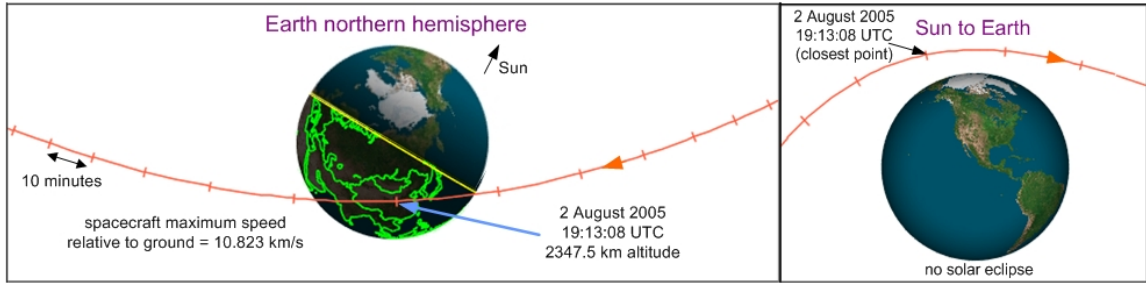 Earth northern hemisphere
Sun
10 minutes
spacecraft maximum speed
relative to ground = 10.823 km/s
2 August 2005
19:13:08 UTC
2347.5 km altitude
2 August 2005
19:13:08 UTC
(closest point)
Sun to Earth
no solar eclipse